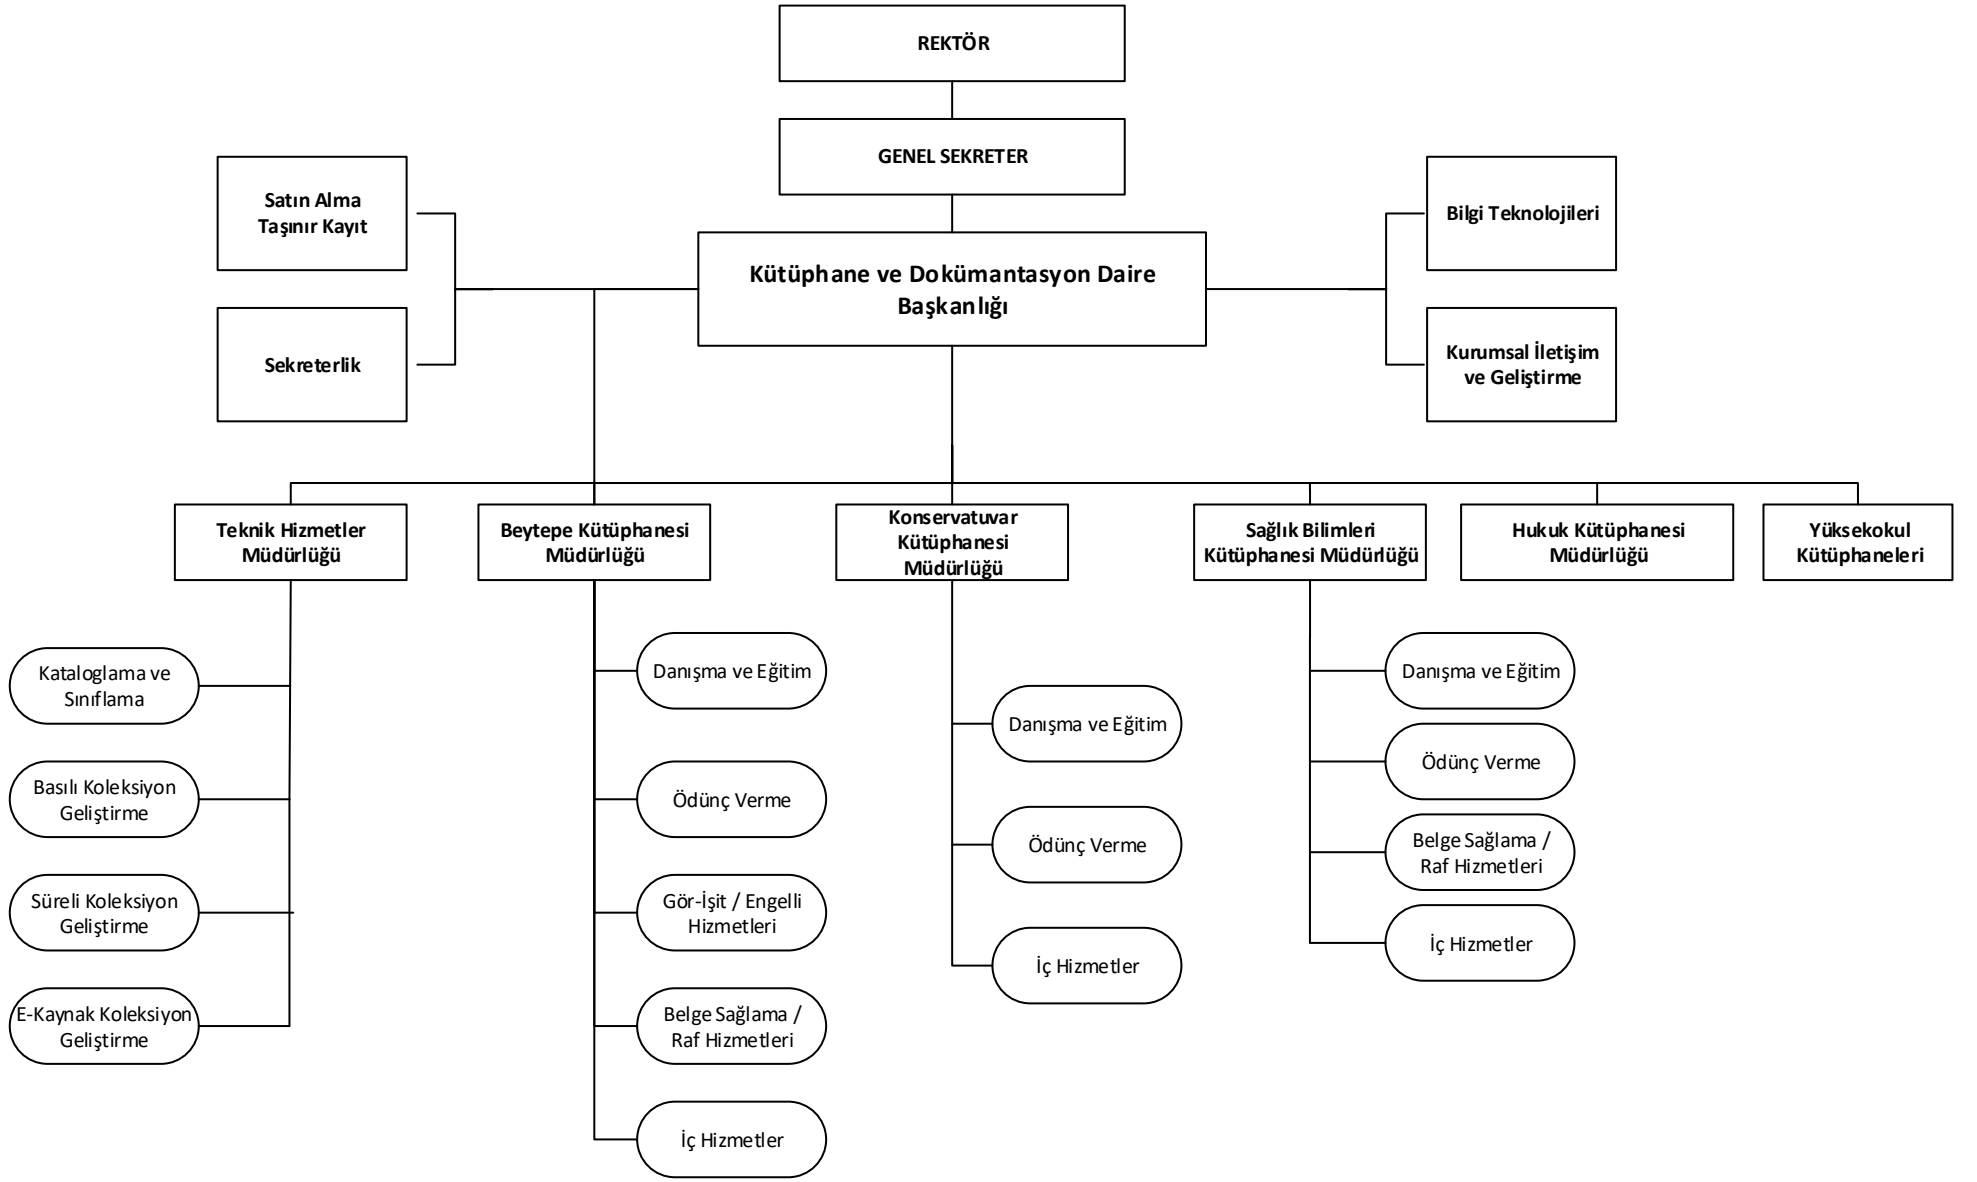 REKTÖR
GENEL SEKRETER
Satın Alma
Taşınır Kayıt
Bilgi Teknolojileri
Kütüphane ve Dokümantasyon Daire
Başkanlığı
Sekreterlik
Kurumsal İletişim
ve Geliştirme
Teknik Hizmetler
Müdürlüğü
Beytepe Kütüphanesi
Müdürlüğü
Konservatuvar
Kütüphanesi
Müdürlüğü
Sağlık Bilimleri
Kütüphanesi Müdürlüğü
Hukuk Kütüphanesi
Müdürlüğü
Yüksekokul
Kütüphaneleri
Kataloglama ve
Sınıflama
Basılı Koleksiyon
Geliştirme
Süreli Koleksiyon
Geliştirme
E-Kaynak Koleksiyon
Geliştirme
Danışma ve Eğitim
Ödünç Verme
Gör-İşit / Engelli
Hizmetleri
Belge Sağlama /
Raf Hizmetleri
İç Hizmetler
Danışma ve Eğitim
Ödünç Verme
İç Hizmetler
Danışma ve Eğitim
Ödünç Verme
Belge Sağlama /
Raf Hizmetleri
İç Hizmetler